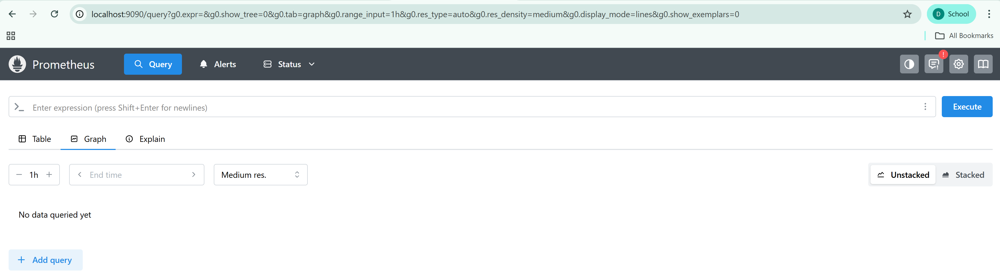 localhost:9090/query?g0.expr=&g0.show_tree=0&g0.tab=graph&g0.range_input=1h&g0.res_type=auto&g0.res_density=medium&g0.display_mode=lines&g0.show_exemplars=0
D School
All Bookmarks
Prometheus Query Alerts Status !
Enter expression (press Shift+Enter for newlines) Execute
Table Graph Explain
1h End time Medium res. Unstacked Stacked
No data queried yet
Add query